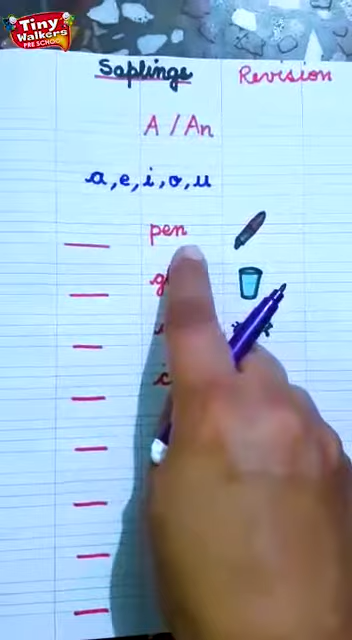 Tiny
Walkers
PRE SCHOOL
Saplings Revision
A / An
a, e, i, o, u
pen